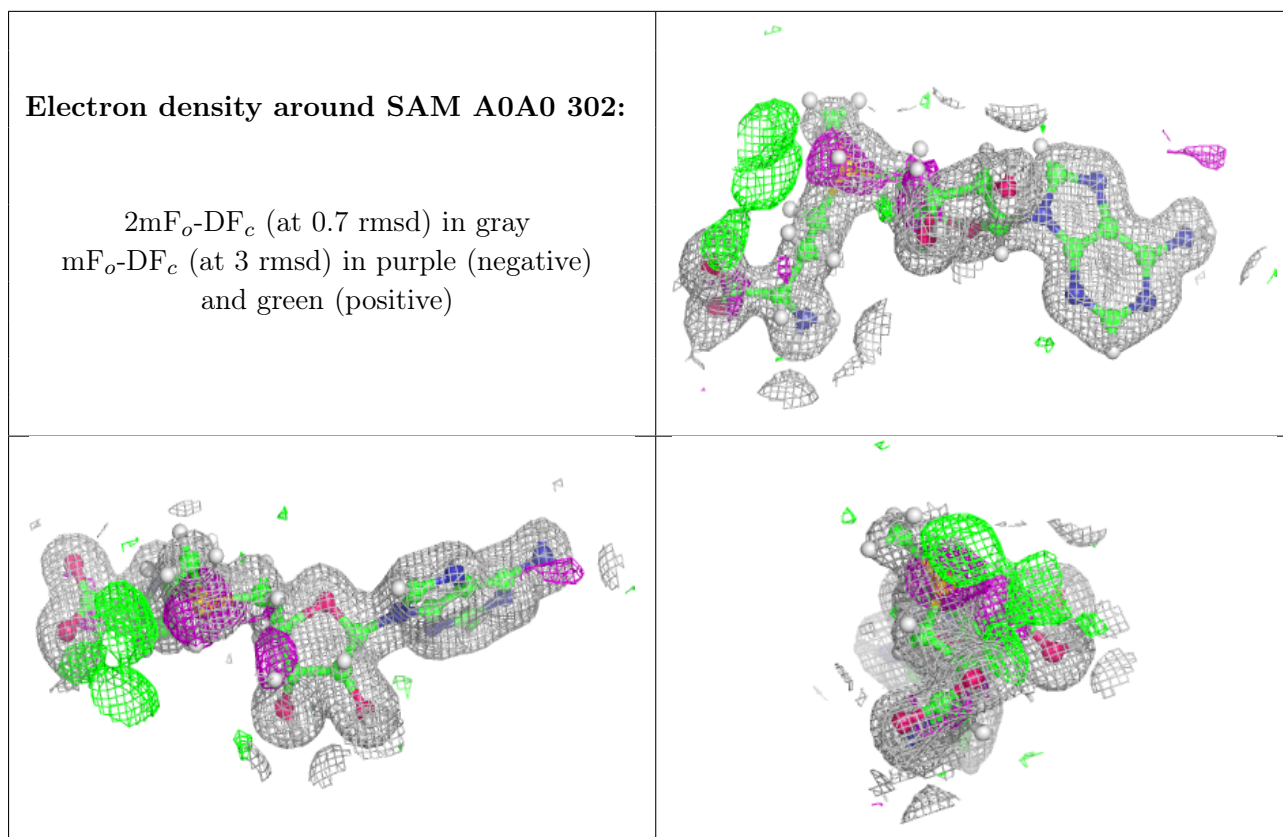 Electron density around SAM A0A0 302:
2mFo-DFc (at 0.7 rmsd) in gray
mFo-DFc (at 3 rmsd) in purple (negative)
and green (positive)